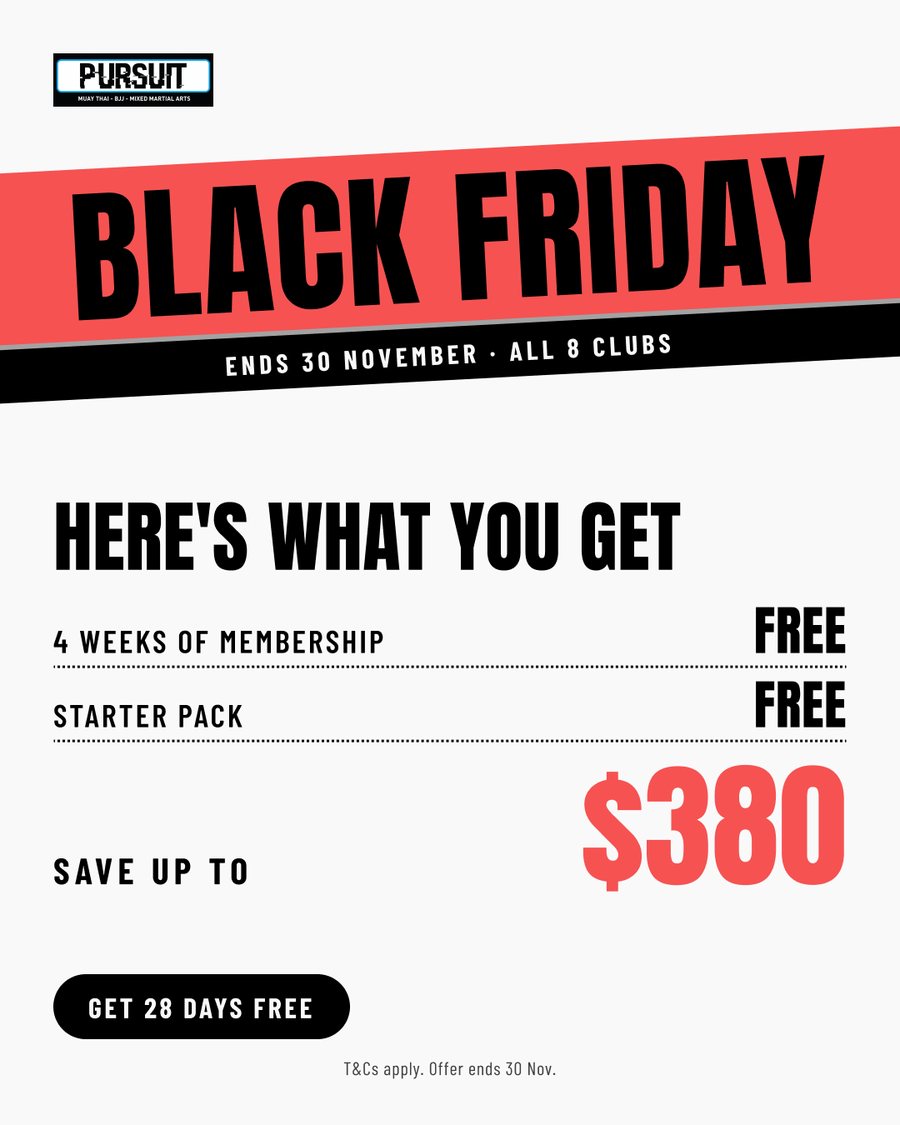 PURSUIT
MUAY THAI · BJJ · MIXED MARTIAL ARTS
BLACK FRIDAY
ENDS 30 NOVEMBER · ALL 8 CLUBS
HERE'S WHAT YOU GET
4 WEEKS OF MEMBERSHIP FREE
STARTER PACK FREE
SAVE UP TO $380
GET 28 DAYS FREE
T&Cs apply. Offer ends 30 Nov.